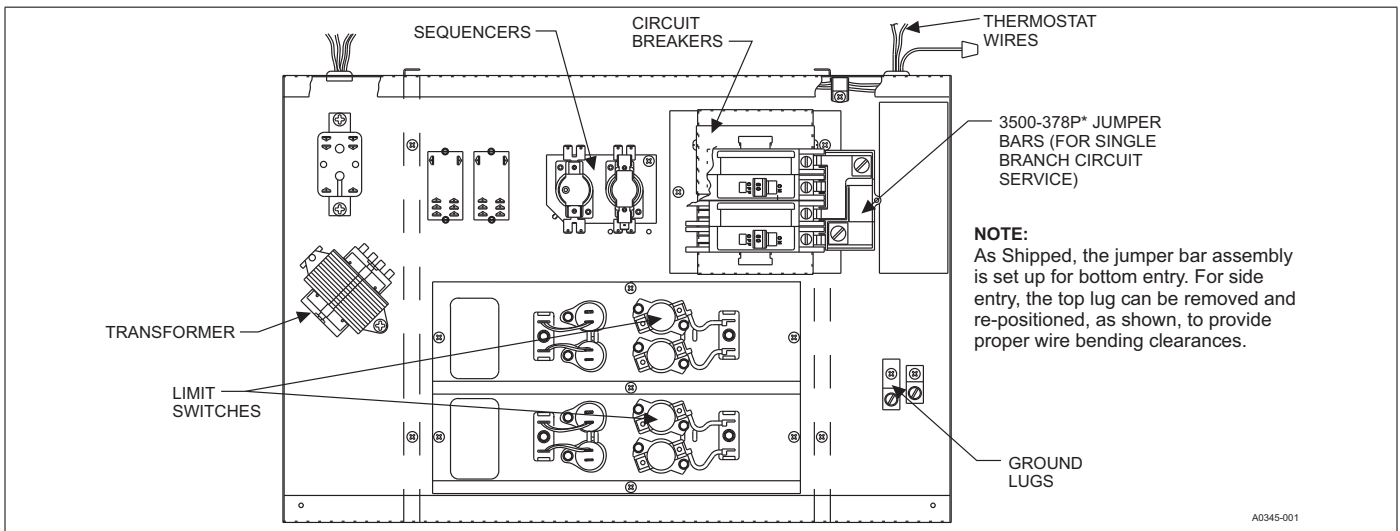 SEQUENCERS
CIRCUIT
BREAKERS
THERMOSTAT
WIRES
3500-378P* JUMPER
BARS (FOR SINGLE
BRANCH CIRCUIT
SERVICE)
NOTE:
As Shipped, the jumper bar assembly
is set up for bottom entry. For side
entry, the top lug can be removed and
re-positioned, as shown, to provide
proper wire bending clearances.
TRANSFORMER
LIMIT
SWITCHES
GROUND
LUGS
A0345-001